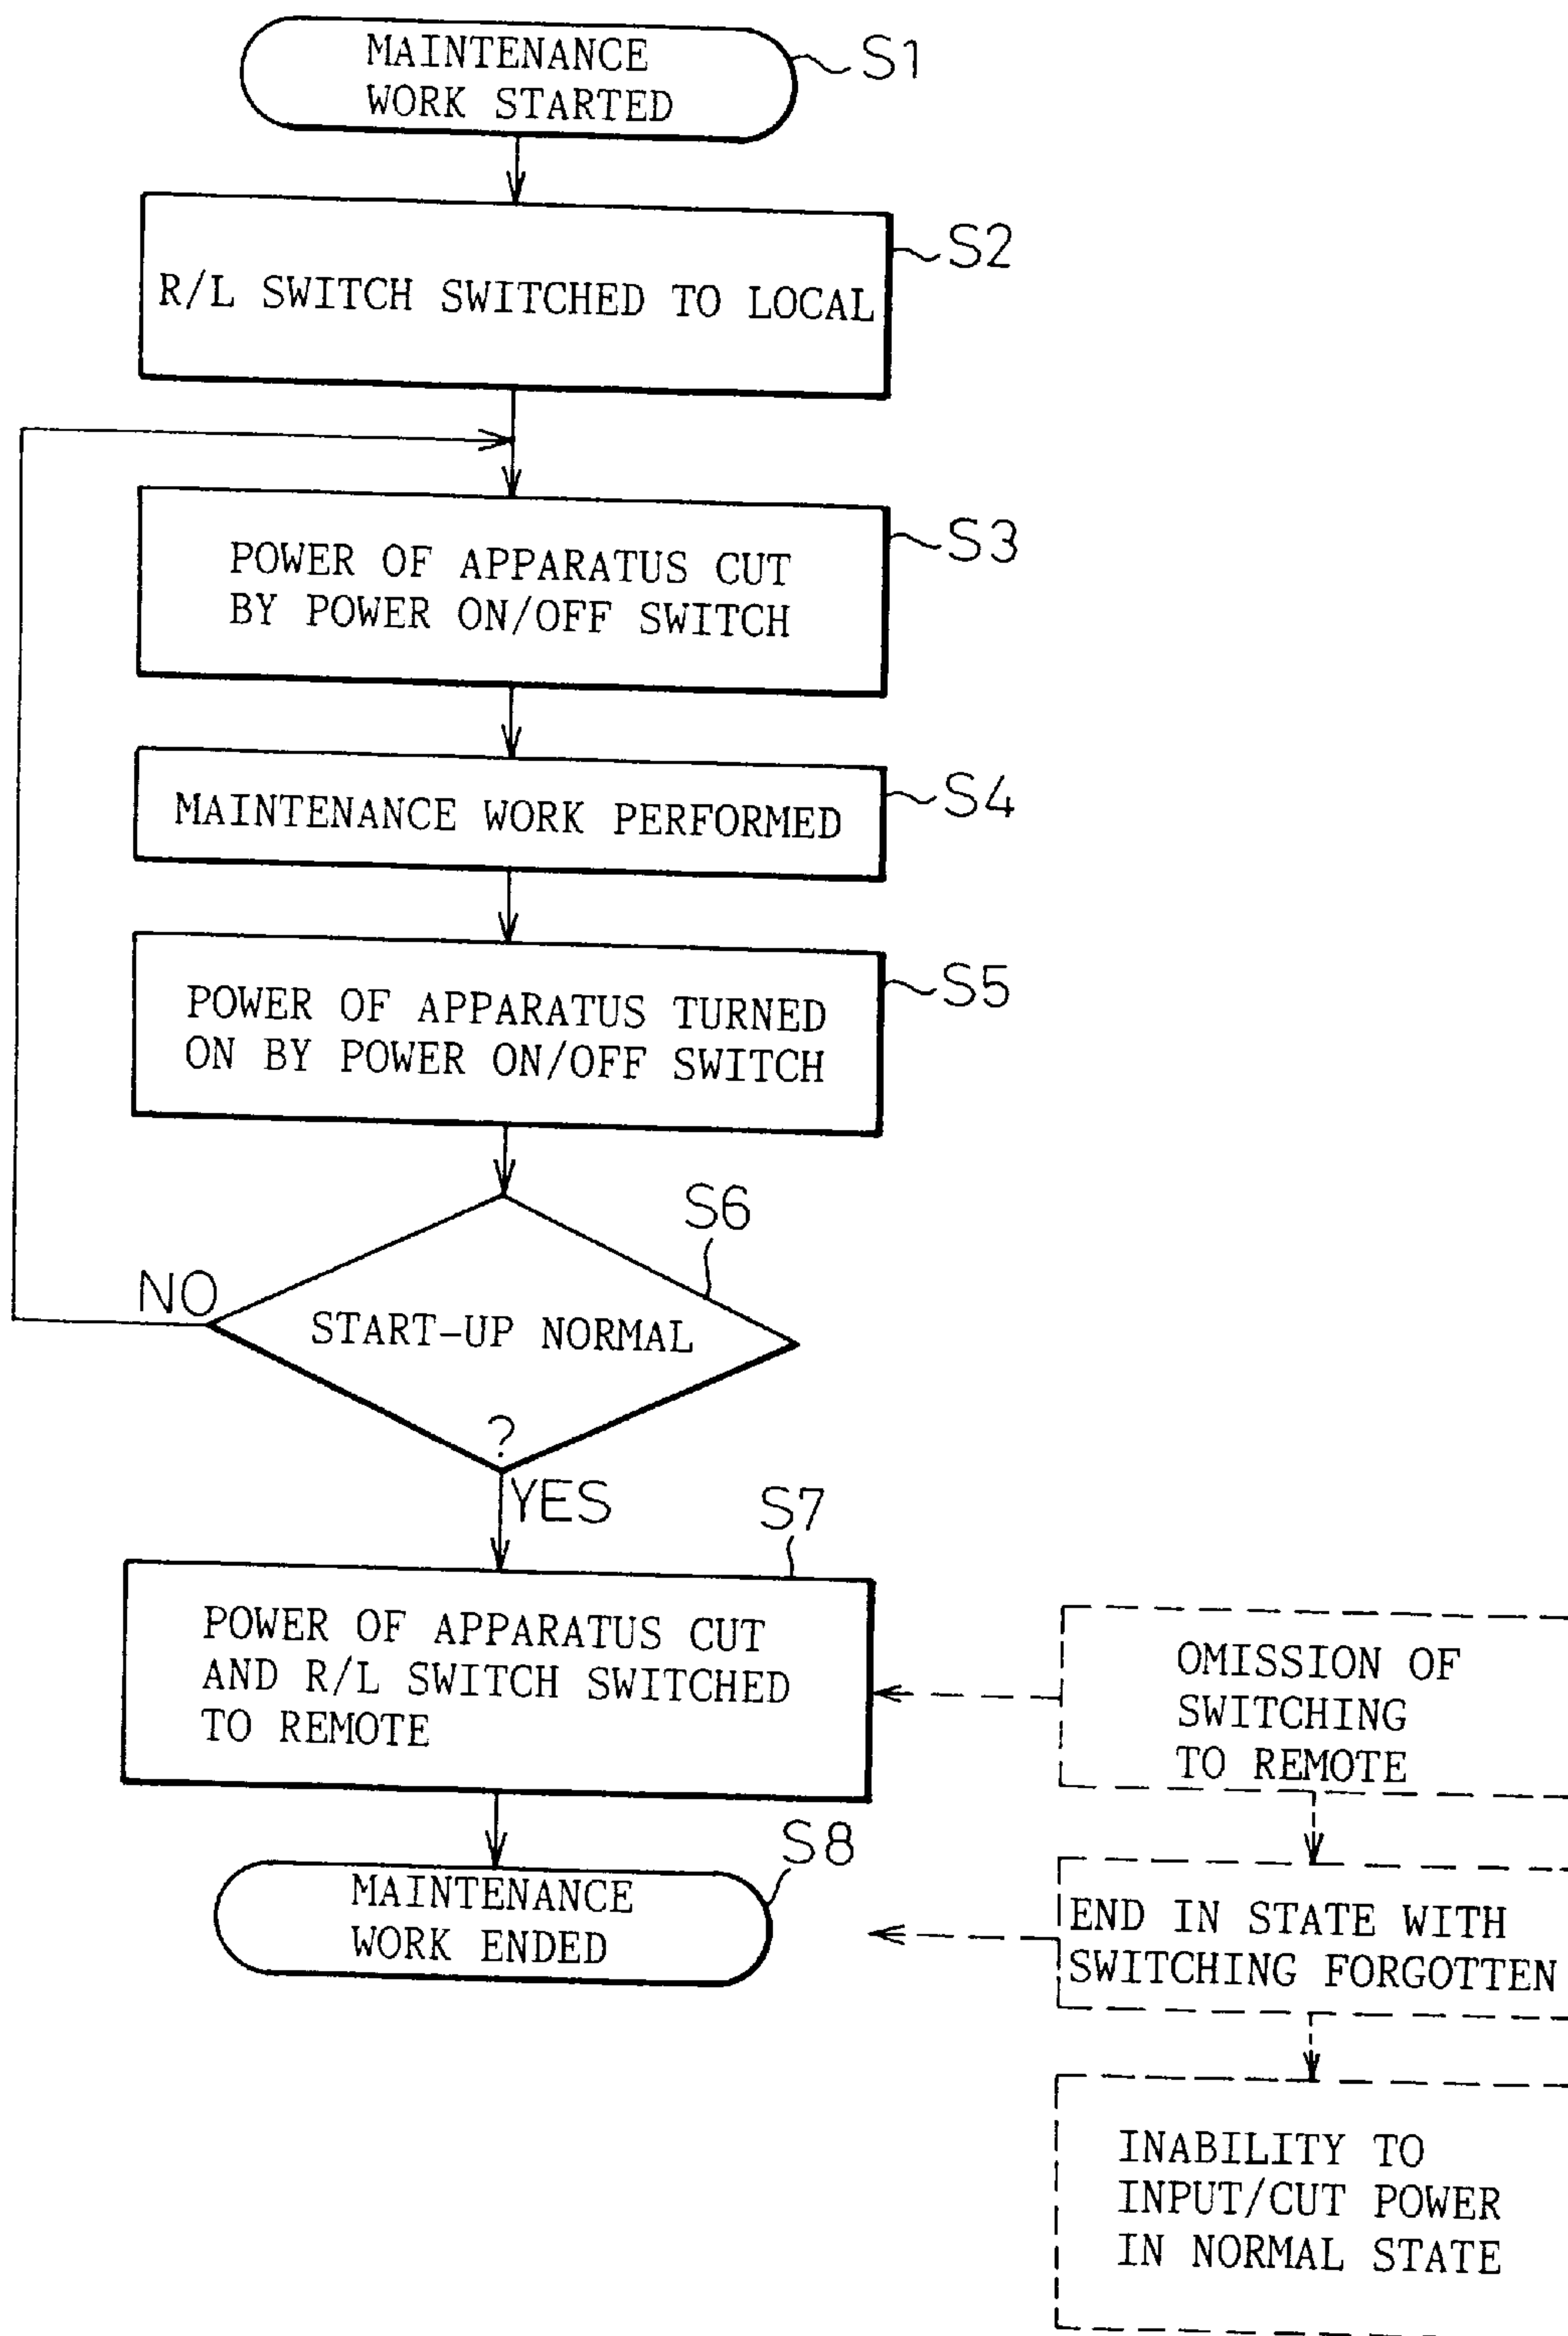 MAINTENANCE
WORK STARTED
S1
R/L SWITCH SWITCHED TO LOCAL
S2
POWER OF APPARATUS CUT
BY POWER ON/OFF SWITCH
S3
MAINTENANCE WORK PERFORMED
S4
POWER OF APPARATUS TURNED
ON BY POWER ON/OFF SWITCH
S5
S6
NO
START-UP NORMAL
?
YES
S7
POWER OF APPARATUS CUT
AND R/L SWITCH SWITCHED
TO REMOTE
OMISSION OF
SWITCHING
TO REMOTE
S8
MAINTENANCE
WORK ENDED
END IN STATE WITH
SWITCHING FORGOTTEN
INABILITY TO
INPUT/CUT POWER
IN NORMAL STATE